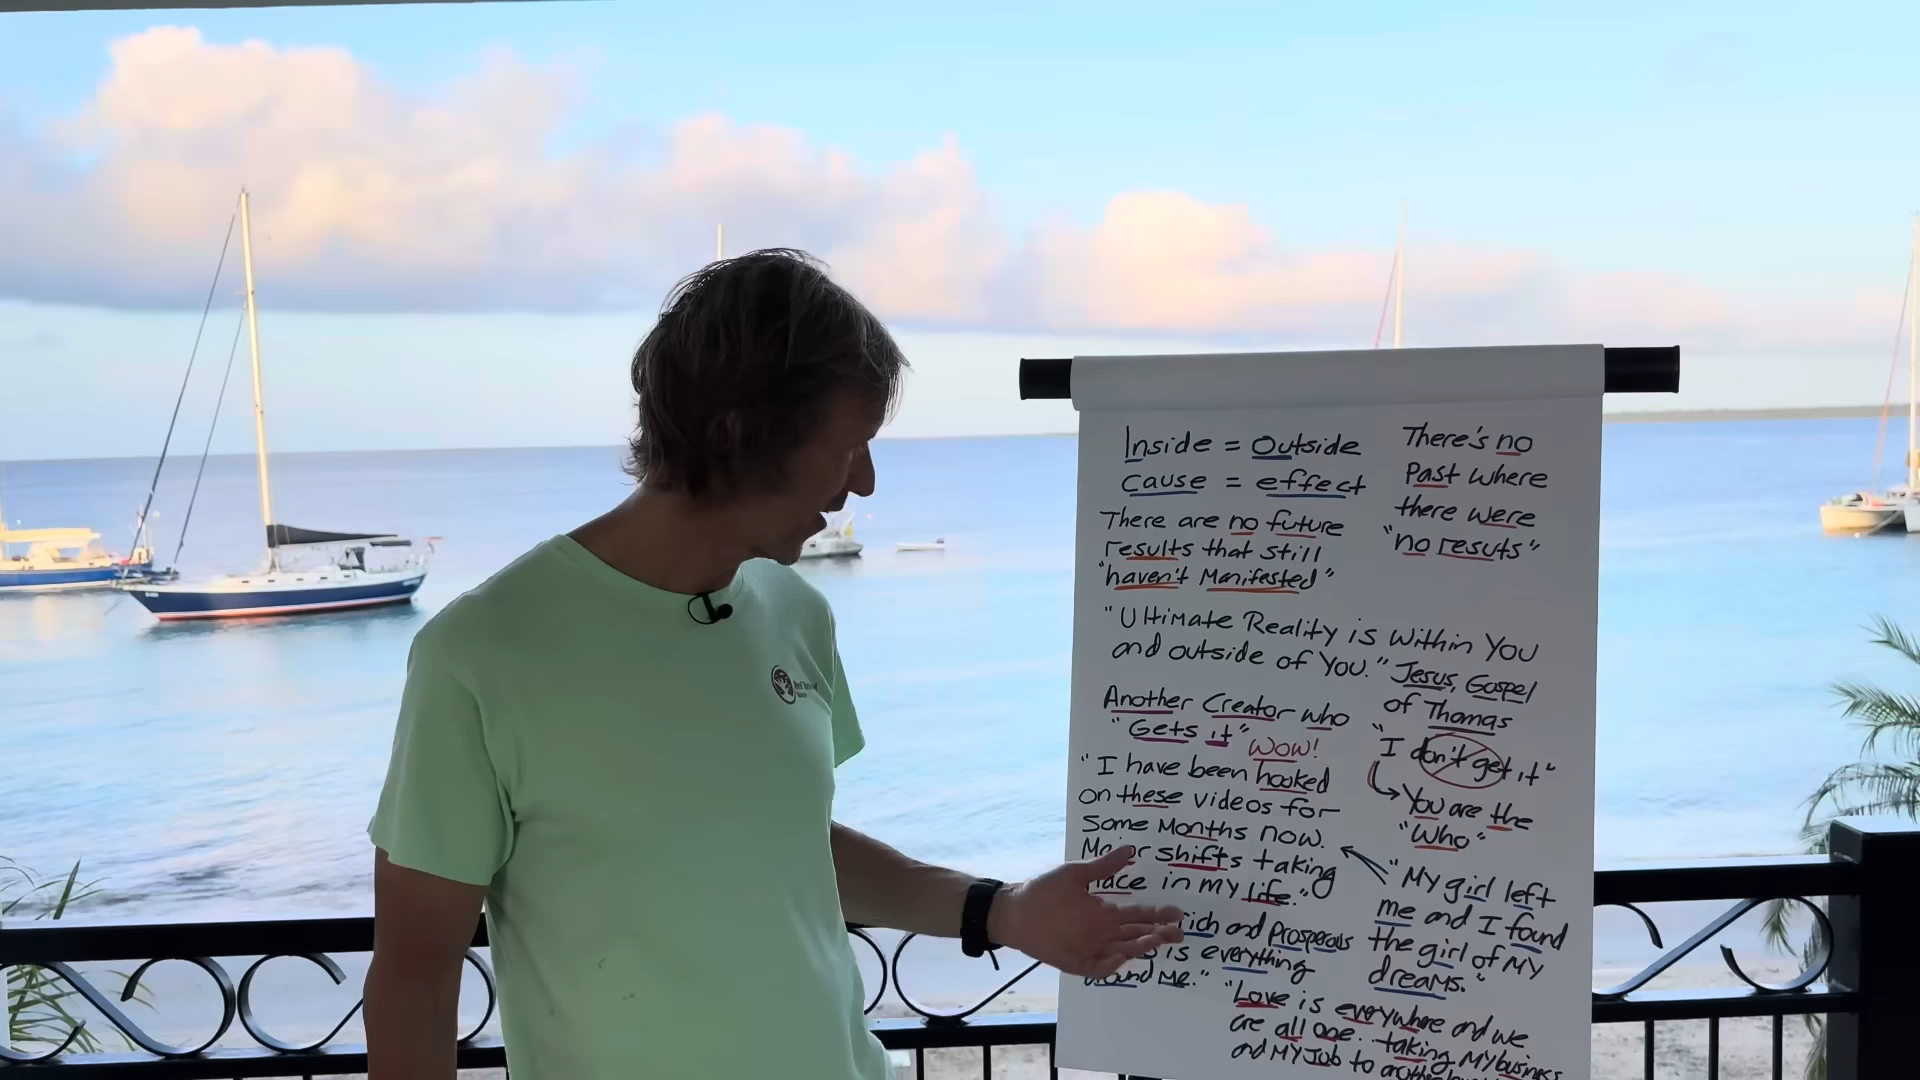 Inside = Outside
cause = effect
There are no future
results that still
"haven't Manifested"
There's no
Past where
there were
"no resuts"
"Ultimate Reality is within You
and outside of You." Jesus, Gospel
of Thomas
Another Creator who
"Gets it" WOW!
"I don't get it"
You are the
"Who"
"I have been hooked
on these videos for
Some Months now.
Major shifts taking
Place in my life."
"My girl left
me and I found
the girl of MY
dreams."
rich and prosperous
is everything
around Me."
"Love is everywhere and we
are all one.. taking MY business
and MY Job to another